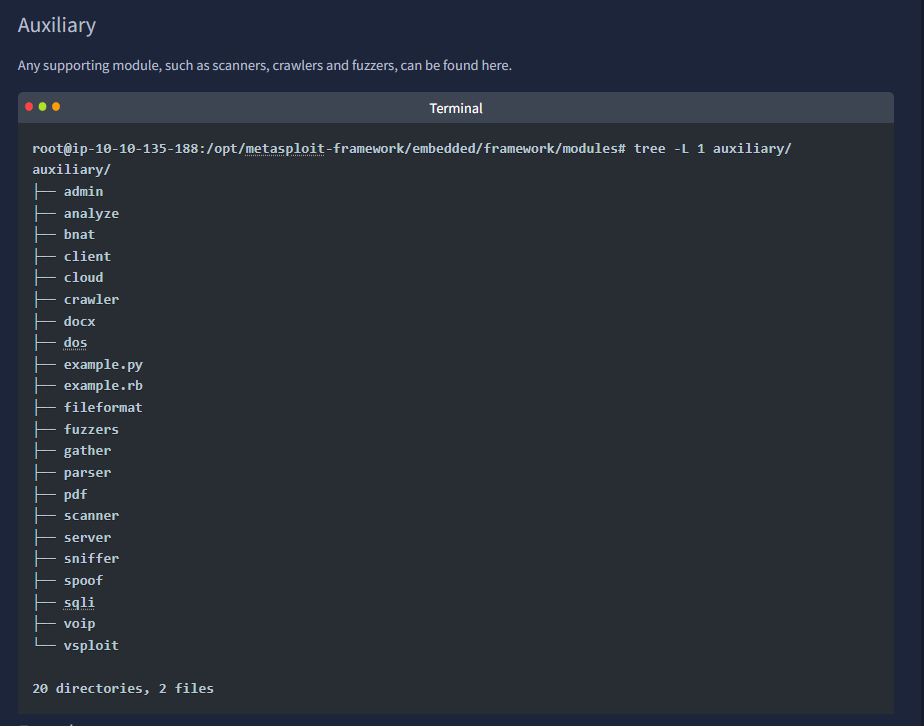 Auxiliary
Any supporting module, such as scanners, crawlers and fuzzers, can be found here.
Terminal
root@ip-10-10-135-188:/opt/metasploit-framework/embedded/framework/modules# tree -L 1 auxiliary/
auxiliary/
├── admin
├── analyze
├── bnat
├── client
├── cloud
├── crawler
├── docx
├── dos
├── example.py
├── example.rb
├── fileformat
├── fuzzers
├── gather
├── parser
├── pdf
├── scanner
├── server
├── sniffer
├── spoof
├── sqli
├── voip
└── vsploit
20 directories, 2 files